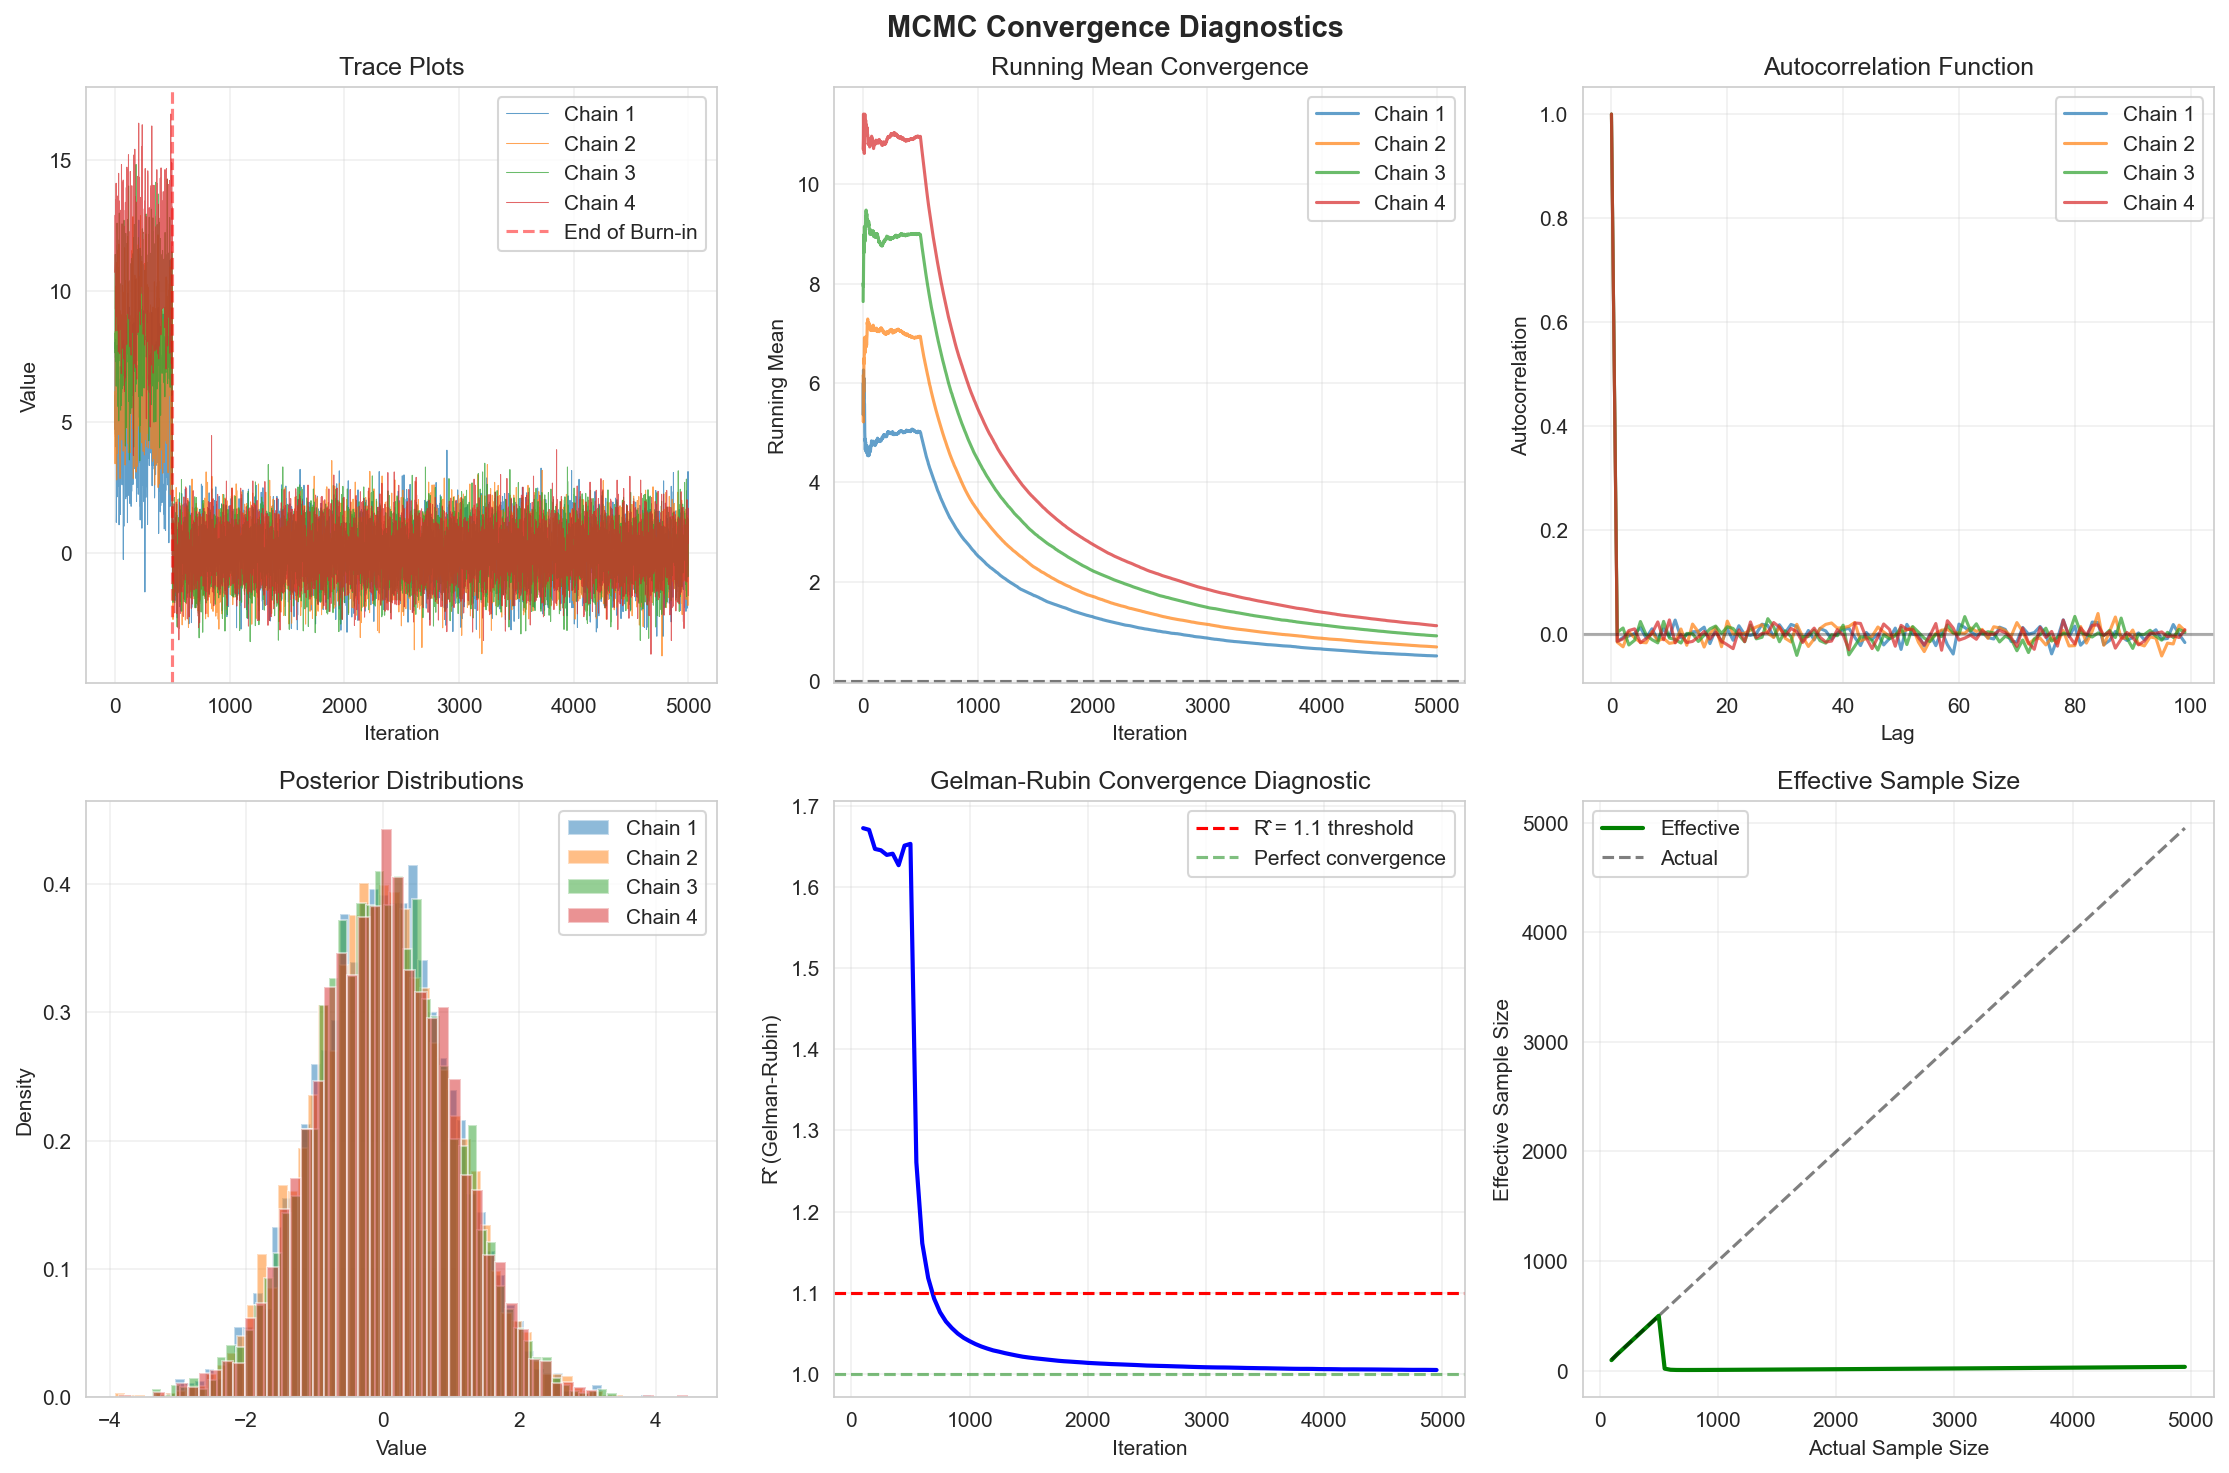 MCMC Convergence Diagnostics
Trace Plots
Value
15
10
5
0
0 1000 2000 3000 4000 5000
Iteration
Chain 1
Chain 2
Chain 3
Chain 4
End of Burn-in
Running Mean Convergence
Running Mean
10
8
6
4
2
0
0 1000 2000 3000 4000 5000
Iteration
Chain 1
Chain 2
Chain 3
Chain 4
Autocorrelation Function
Autocorrelation
1.0
0.8
0.6
0.4
0.2
0.0
0 20 40 60 80 100
Lag
Chain 1
Chain 2
Chain 3
Chain 4
Posterior Distributions
Density
0.4
0.3
0.2
0.1
0.0
−4 −2 0 2 4
Value
Chain 1
Chain 2
Chain 3
Chain 4
Gelman-Rubin Convergence Diagnostic
R̂ (Gelman-Rubin)
1.7
1.6
1.5
1.4
1.3
1.2
1.1
1.0
0 1000 2000 3000 4000 5000
Iteration
R̂ = 1.1 threshold
Perfect convergence
Effective Sample Size
Effective Sample Size
5000
4000
3000
2000
1000
0
0 1000 2000 3000 4000 5000
Actual Sample Size
Effective
Actual